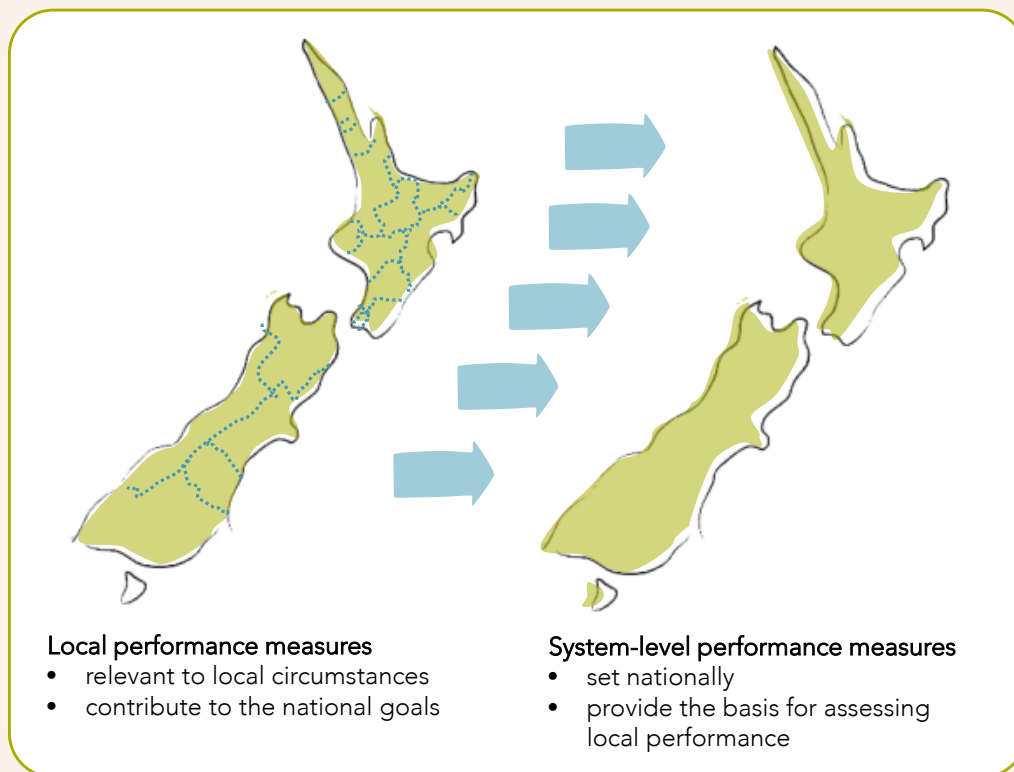 Local performance measures
• relevant to local circumstances
• contribute to the national goals
System-level performance measures
• set nationally
• provide the basis for assessing
local performance